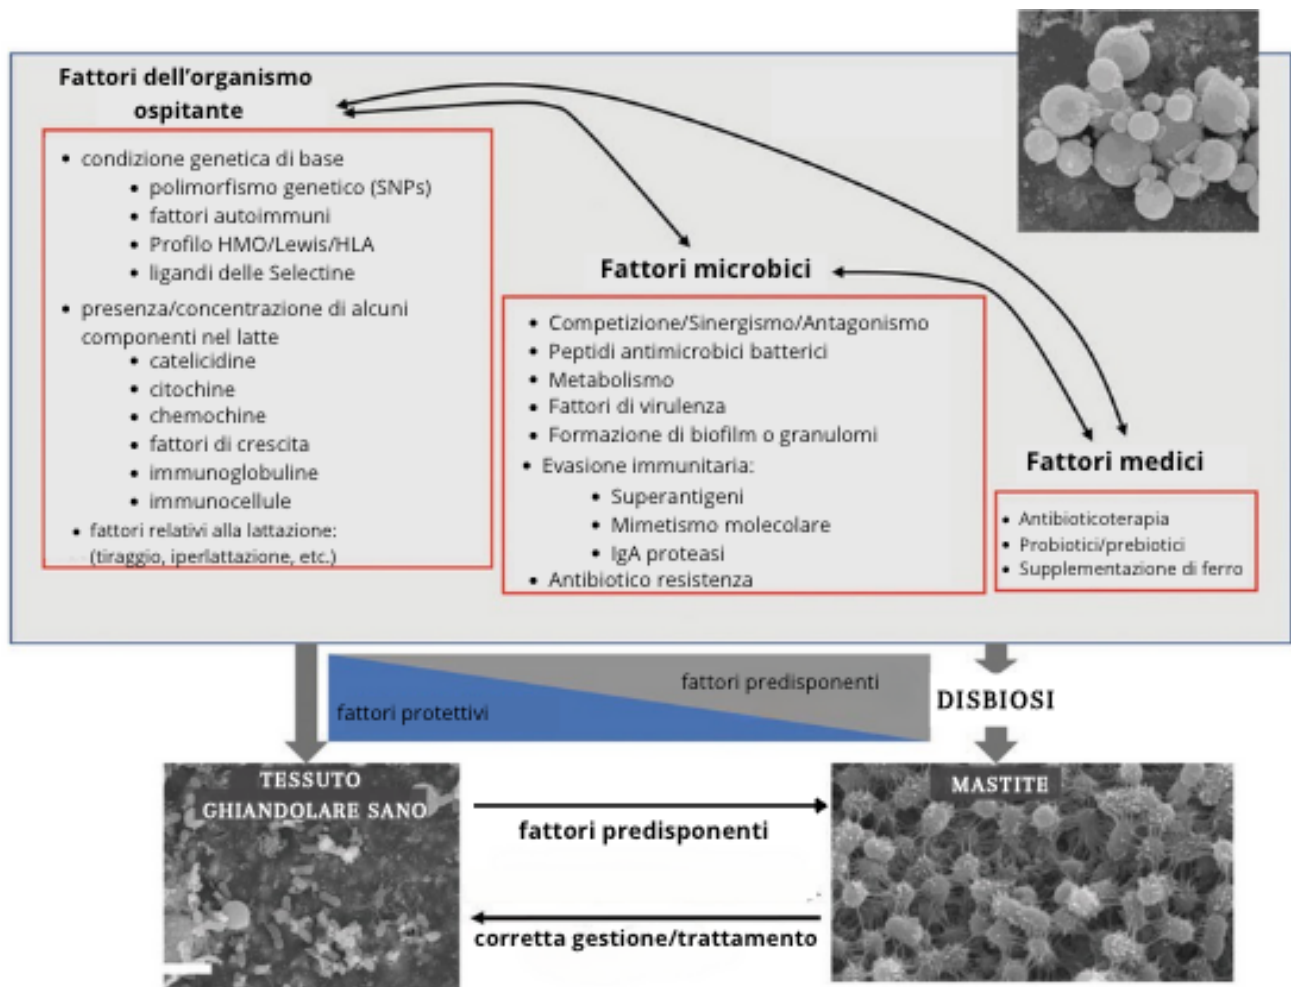 Fattori dell'organismo
ospitante
condizione genetica di base
polimorfismo genetico (SNPs)
fattori autoimmuni
Profilo HMO/Lewis/HLA
ligandi delle Selectine
presenza/concentrazione di alcuni
componenti nel latte
catelicidine
citochine
chemochine
fattori di crescita
immunoglobuline
immunocellule
fattori relativi alla lattazione:
(tiraggio, iperlattazione, etc.)
Fattori microbici
Competizione/Sinergismo/Antagonismo
Peptidi antimicrobici batterici
Metabolismo
Fattori di virulenza
Formazione di biofilm o granulomi
Evasione immunitaria:
Superantigeni
Mimetismo molecolare
IgA proteasi
Antibiotico resistenza
Fattori medici
Antibioticoterapia
Probiotici/prebiotici
Supplementazione di ferro
fattori predisponenti
fattori protettivi
DISBIOSI
TESSUTO
GHIANDOLARE SANO
MASTITE
fattori predisponenti
corretta gestione/trattamento